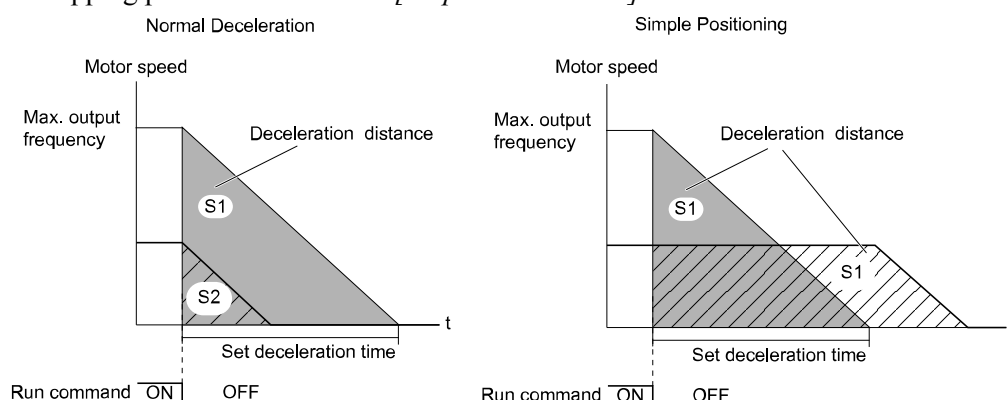 Normal Deceleration
Motor speed
Max. output
frequency
Deceleration distance
S1
S2
t
Set deceleration time
Run command ON OFF
Simple Positioning
Motor speed
Max. output
frequency
Deceleration distance
S1
S1
Set deceleration time
Run command ON OFF